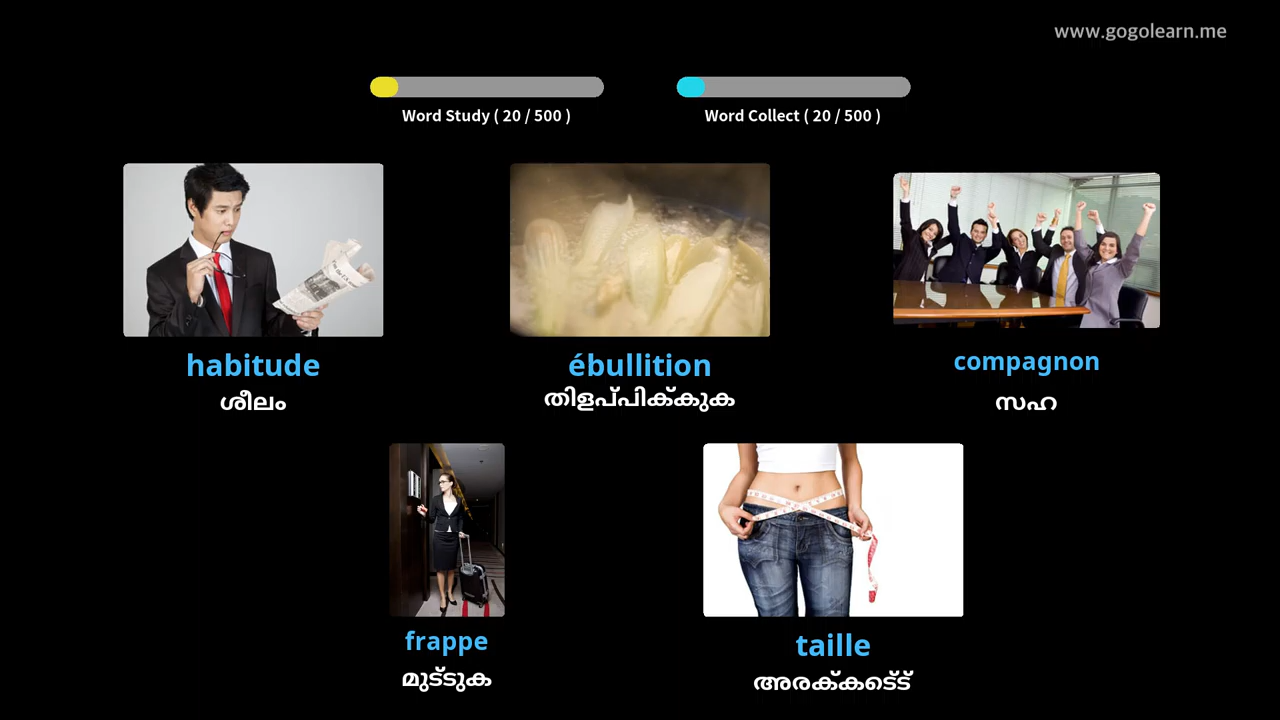 www.gogolearn.me
Word Study ( 20 / 500 )
Word Collect ( 20 / 500 )
habitude
ശീലം
ébullition
തിളപ്പിക്കുക
compagnon
സഹ
frappe
മുട്ടുക
taille
അരക്കെട്ട്